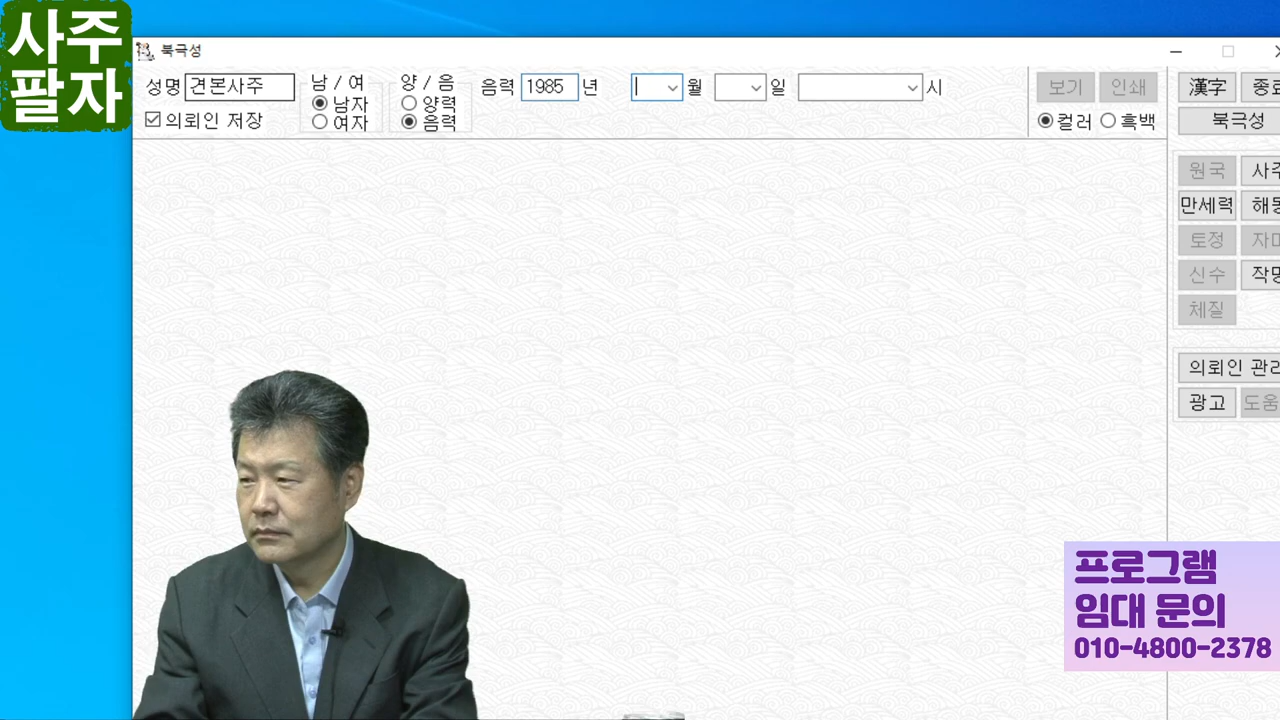 사주
팔자
북극성
성명 견본사주 남 / 여 양 / 음 음력 1985 년 월 일 시 보기 인쇄 漢字
남자 양력
의뢰인 저장 여자 음력 컬러 흑백 북극성
원국
만세력
토정
신수
체질
의뢰인
광고
프로그램
임대 문의
010-4800-2378